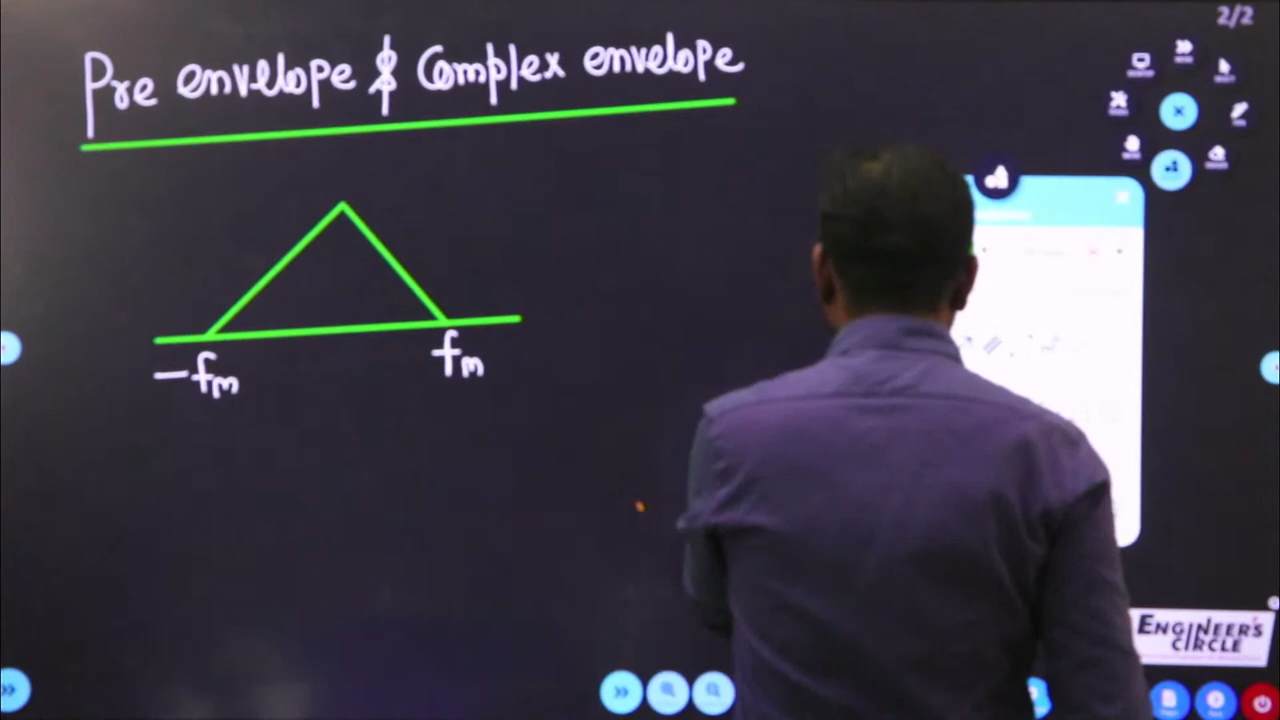 2/2
Pre envelope & Complex envelope
-fm
fm
ENGINEER'S
CIRCLE